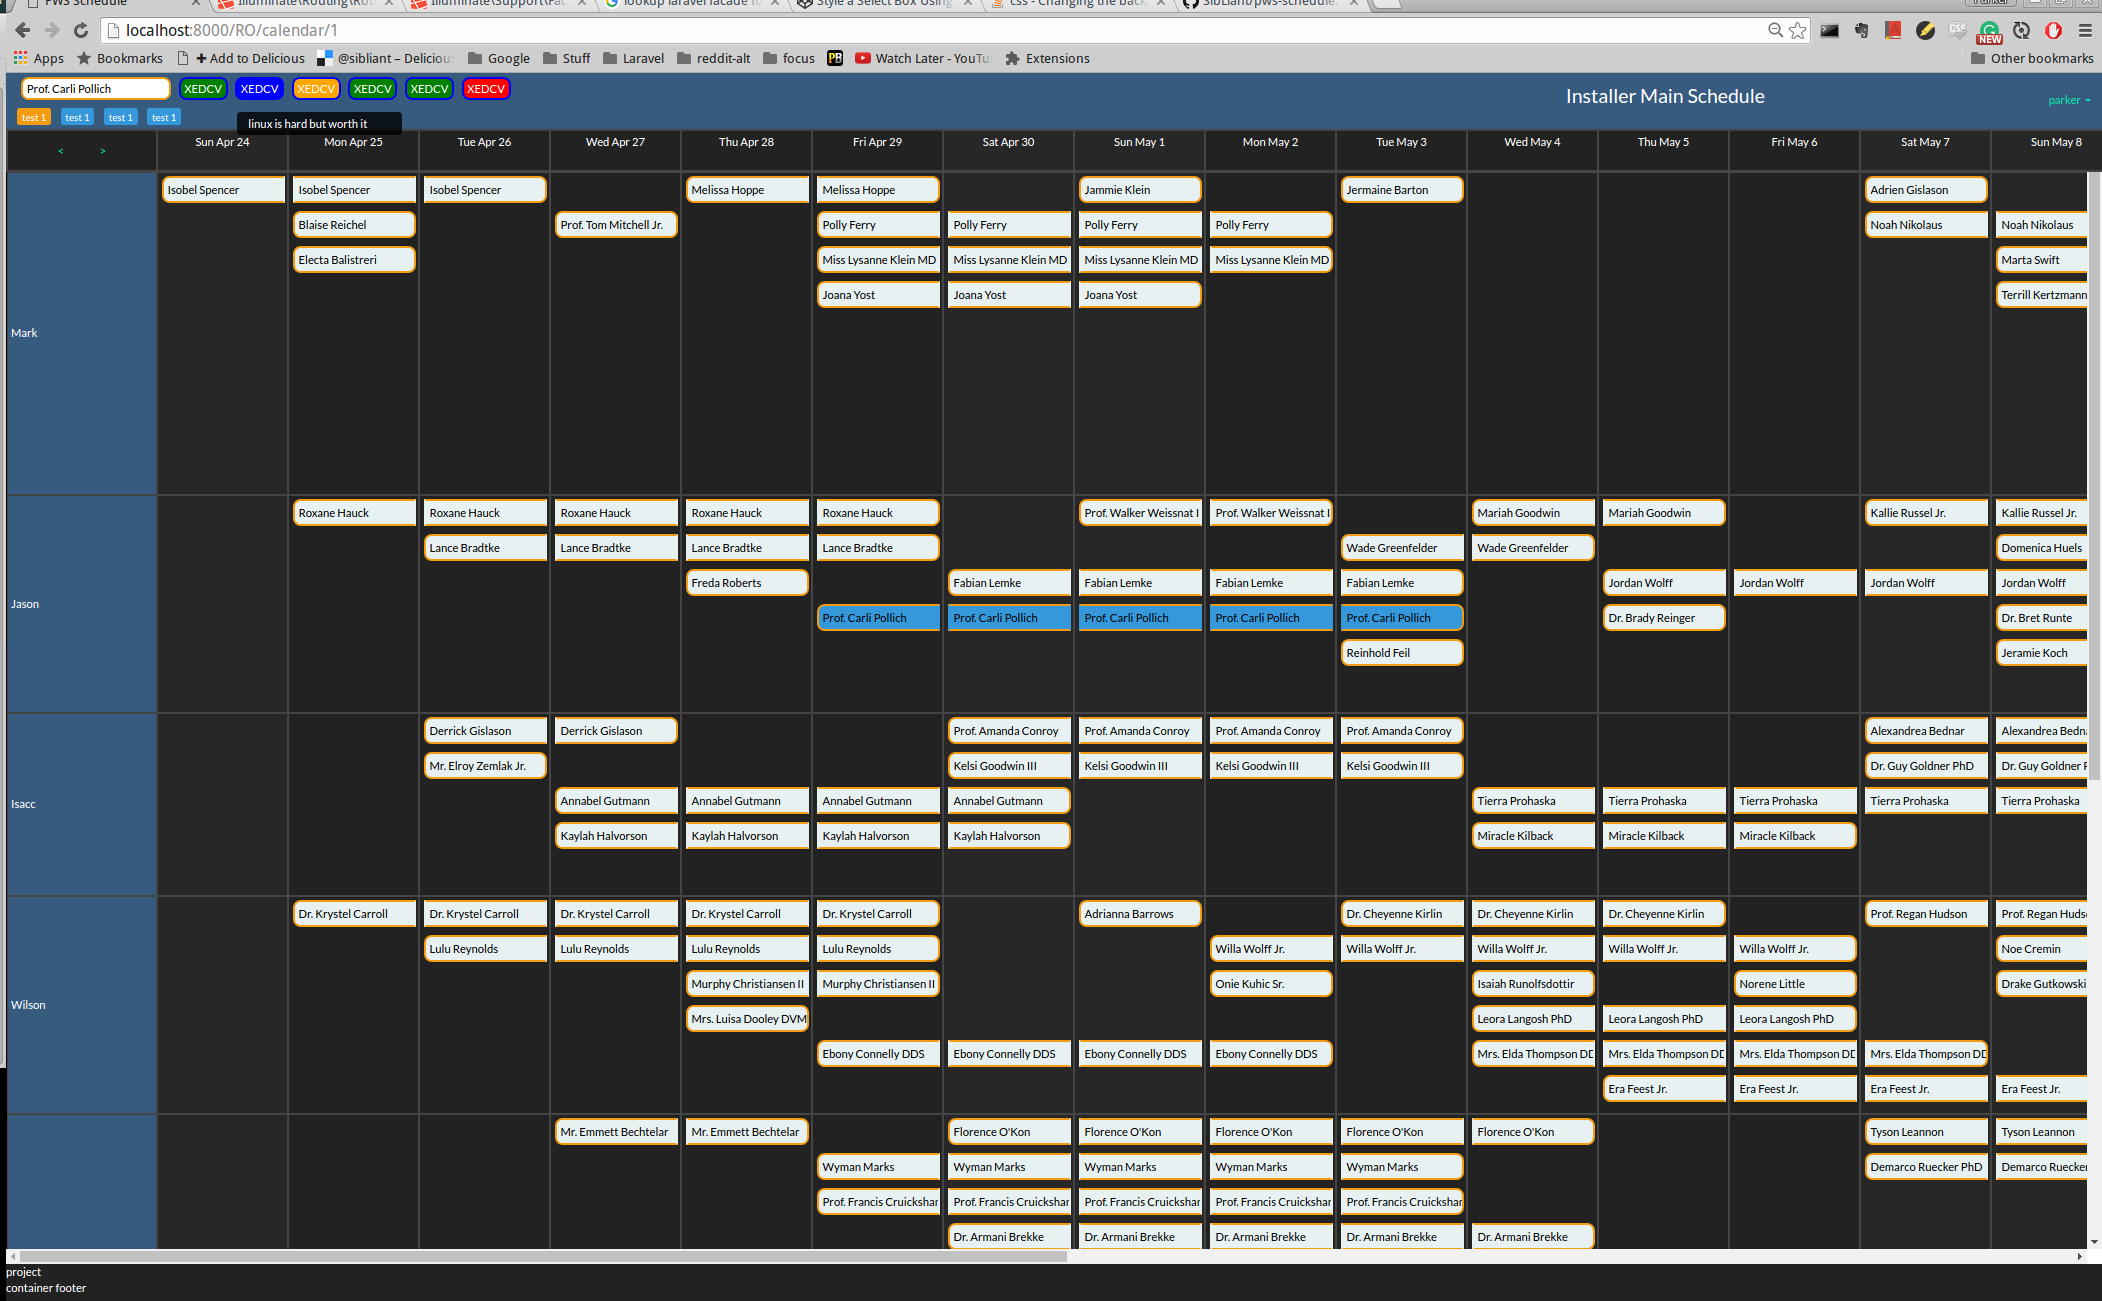 PWS Schedule Illuminate\Routing\Rou Illuminate\Support\Fac lookup laravel facade Style a Select Box Using css - Changing the back SibLiant/pws-schedule Parker
localhost:8000/RO/calendar/1
Apps Bookmarks + Add to Delicious @sibliant – Delicious Google Stuff Laravel reddit-alt focus PB Watch Later - YouTu Extensions NEW Other bookmarks
Prof. Carli Pollich XEDCV XEDCV XEDCV XEDCV XEDCV XEDCV Installer Main Schedule parker
test 1 test 1 test 1 test 1
linux is hard but worth it
< > Sun Apr 24 Mon Apr 25 Tue Apr 26 Wed Apr 27 Thu Apr 28 Fri Apr 29 Sat Apr 30 Sun May 1 Mon May 2 Tue May 3 Wed May 4 Thu May 5 Fri May 6 Sat May 7 Sun May 8
Isobel Spencer Isobel Spencer Isobel Spencer Melissa Hoppe Melissa Hoppe Jammie Klein Jermaine Barton Adrien Gislason
Blaise Reichel Prof. Tom Mitchell Jr. Polly Ferry Polly Ferry Polly Ferry Polly Ferry Noah Nikolaus Noah Nikolaus
Electa Balistreri Miss Lysanne Klein MD Miss Lysanne Klein MD Miss Lysanne Klein MD Miss Lysanne Klein MD Marta Swift
Joana Yost Joana Yost Joana Yost Terrill Kertzmann
Mark
Roxane Hauck Roxane Hauck Roxane Hauck Roxane Hauck Roxane Hauck Prof. Walker Weissnat I Prof. Walker Weissnat I Mariah Goodwin Mariah Goodwin Kallie Russel Jr. Kallie Russel Jr.
Lance Bradtke Lance Bradtke Lance Bradtke Lance Bradtke Wade Greenfelder Wade Greenfelder Domenica Huels
Freda Roberts Fabian Lemke Fabian Lemke Fabian Lemke Fabian Lemke Jordan Wolff Jordan Wolff Jordan Wolff Jordan Wolff
Jason
Prof. Carli Pollich Prof. Carli Pollich Prof. Carli Pollich Prof. Carli Pollich Prof. Carli Pollich Dr. Brady Reinger Dr. Bret Runte
Reinhold Feil Jeramie Koch
Derrick Gislason Derrick Gislason Prof. Amanda Conroy Prof. Amanda Conroy Prof. Amanda Conroy Prof. Amanda Conroy Alexandrea Bednar Alexandrea Bedna
Mr. Elroy Zemlak Jr. Kelsi Goodwin III Kelsi Goodwin III Kelsi Goodwin III Kelsi Goodwin III Dr. Guy Goldner PhD Dr. Guy Goldner P
Isacc Annabel Gutmann Annabel Gutmann Annabel Gutmann Annabel Gutmann Tierra Prohaska Tierra Prohaska Tierra Prohaska Tierra Prohaska Tierra Prohaska
Kaylah Halvorson Kaylah Halvorson Kaylah Halvorson Kaylah Halvorson Miracle Kilback Miracle Kilback Miracle Kilback
Dr. Krystel Carroll Dr. Krystel Carroll Dr. Krystel Carroll Dr. Krystel Carroll Dr. Krystel Carroll Adrianna Barrows Dr. Cheyenne Kirlin Dr. Cheyenne Kirlin Dr. Cheyenne Kirlin Prof. Regan Hudson Prof. Regan Huds
Lulu Reynolds Lulu Reynolds Lulu Reynolds Lulu Reynolds Willa Wolff Jr. Willa Wolff Jr. Willa Wolff Jr. Willa Wolff Jr. Willa Wolff Jr. Noe Cremin
Murphy Christiansen II Murphy Christiansen II Onie Kuhic Sr. Isaiah Runolfsdottir Norene Little Drake Gutkowski
Wilson
Mrs. Luisa Dooley DVM Leora Langosh PhD Leora Langosh PhD Leora Langosh PhD
Ebony Connelly DDS Ebony Connelly DDS Ebony Connelly DDS Ebony Connelly DDS Mrs. Elda Thompson DD Mrs. Elda Thompson DD Mrs. Elda Thompson DD Mrs. Elda Thompson DD
Era Feest Jr. Era Feest Jr. Era Feest Jr. Era Feest Jr.
Mr. Emmett Bechtelar Mr. Emmett Bechtelar Florence O'Kon Florence O'Kon Florence O'Kon Florence O'Kon Florence O'Kon Tyson Leannon Tyson Leannon
Wyman Marks Wyman Marks Wyman Marks Wyman Marks Wyman Marks Demarco Ruecker PhD Demarco Ruecker
Prof. Francis Cruickshan Prof. Francis Cruickshan Prof. Francis Cruickshan Prof. Francis Cruickshan Prof. Francis Cruickshan
Dr. Armani Brekke Dr. Armani Brekke Dr. Armani Brekke Dr. Armani Brekke Dr. Armani Brekke
project
container footer